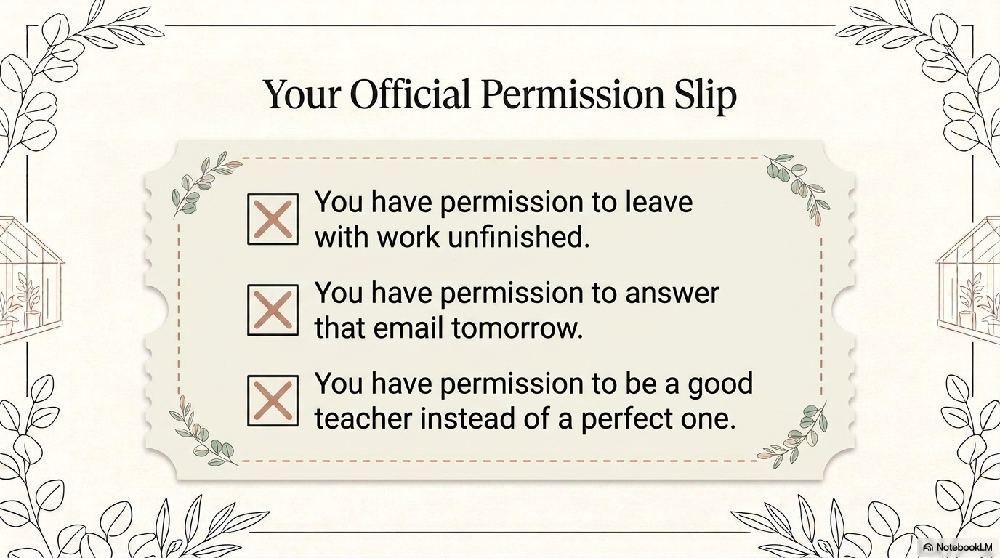 Your Official Permission Slip
You have permission to leave
with work unfinished.
You have permission to answer
that email tomorrow.
You have permission to be a good
teacher instead of a perfect one.
NotebookLM